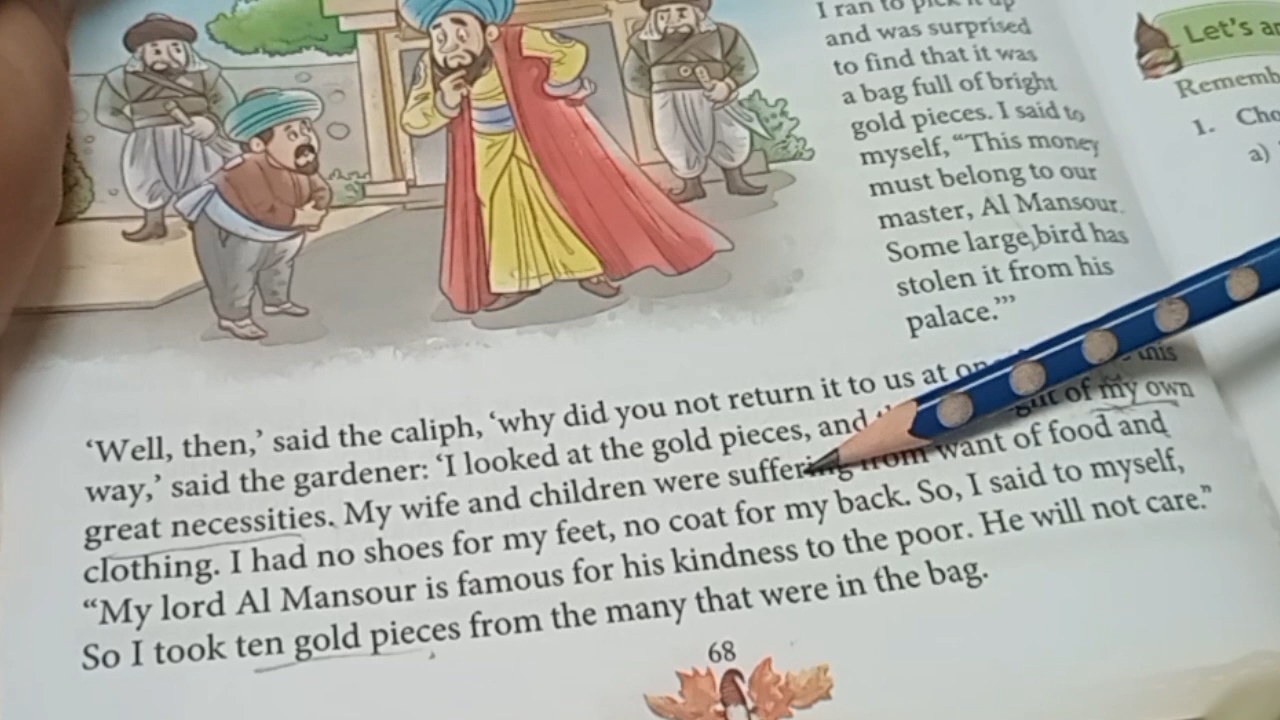 I ran to pick it up
and was surprised
to find that it was
a bag full of bright
gold pieces. I said to
myself, “This money
must belong to our
master, Al Mansour.
Some large bird has
stolen it from his
palace.”’
‘Well, then,’ said the caliph, ‘why did you not return it to us at this
way,’ said the gardener: ‘I looked at the gold pieces, and of my own
great necessities. My wife and children were suffering from want of food and
clothing. I had no shoes for my feet, no coat for my back. So, I said to myself,
“My lord Al Mansour is famous for his kindness to the poor. He will not care.”
So I took ten gold pieces from the many that were in the bag.
68
Let's
1.
a)